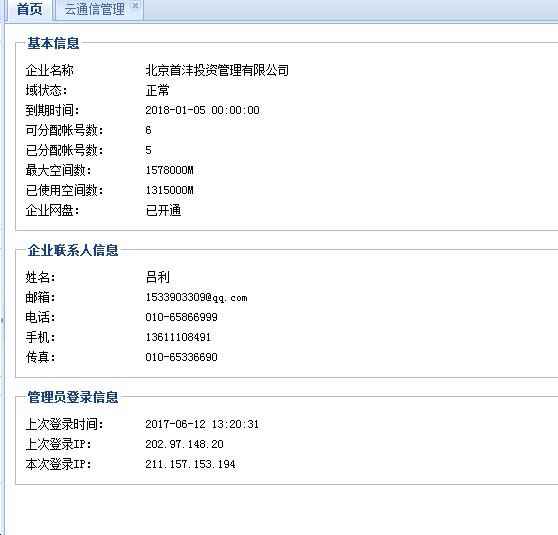 首页 云通信管理
基本信息
企业名称 北京首沣投资管理有限公司
域状态: 正常
到期时间: 2018-01-05 00:00:00
可分配帐号数: 6
已分配帐号数: 5
最大空间数: 1578000M
已使用空间数: 1315000M
企业网盘: 已开通
企业联系人信息
姓名: 吕利
邮箱: 1533903309@qq.com
电话: 010-65866999
手机: 13611108491
传真: 010-65336690
管理员登录信息
上次登录时间: 2017-06-12 13:20:31
上次登录IP: 202.97.148.20
本次登录IP: 211.157.153.194